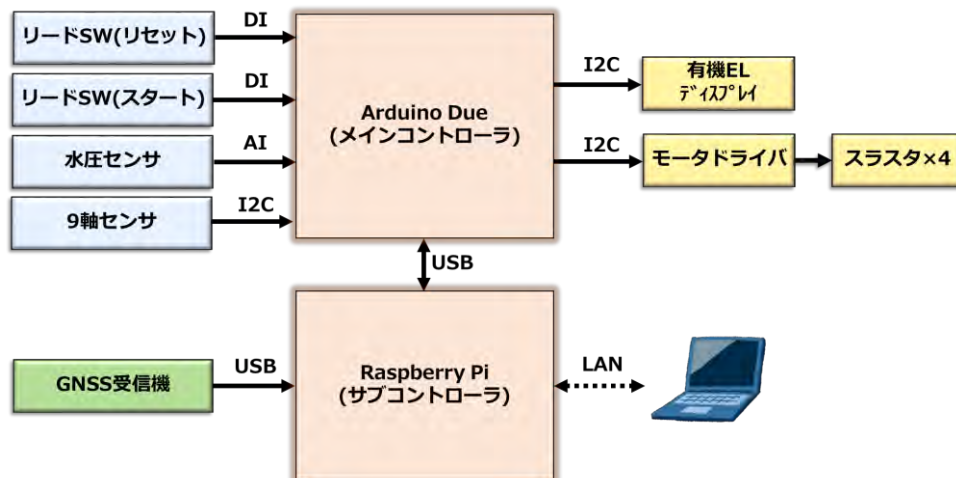 リードSW(リセット)
DI
リードSW(スタート)
DI
水圧センサ
AI
9軸センサ
I2C
Arduino Due
(メインコントローラ)
I2C
有機EL
ﾃﾞｨｽﾌﾟﾚｲ
I2C
モータドライバ
スラスタ×4
USB
GNSS受信機
USB
Raspberry Pi
(サブコントローラ)
LAN